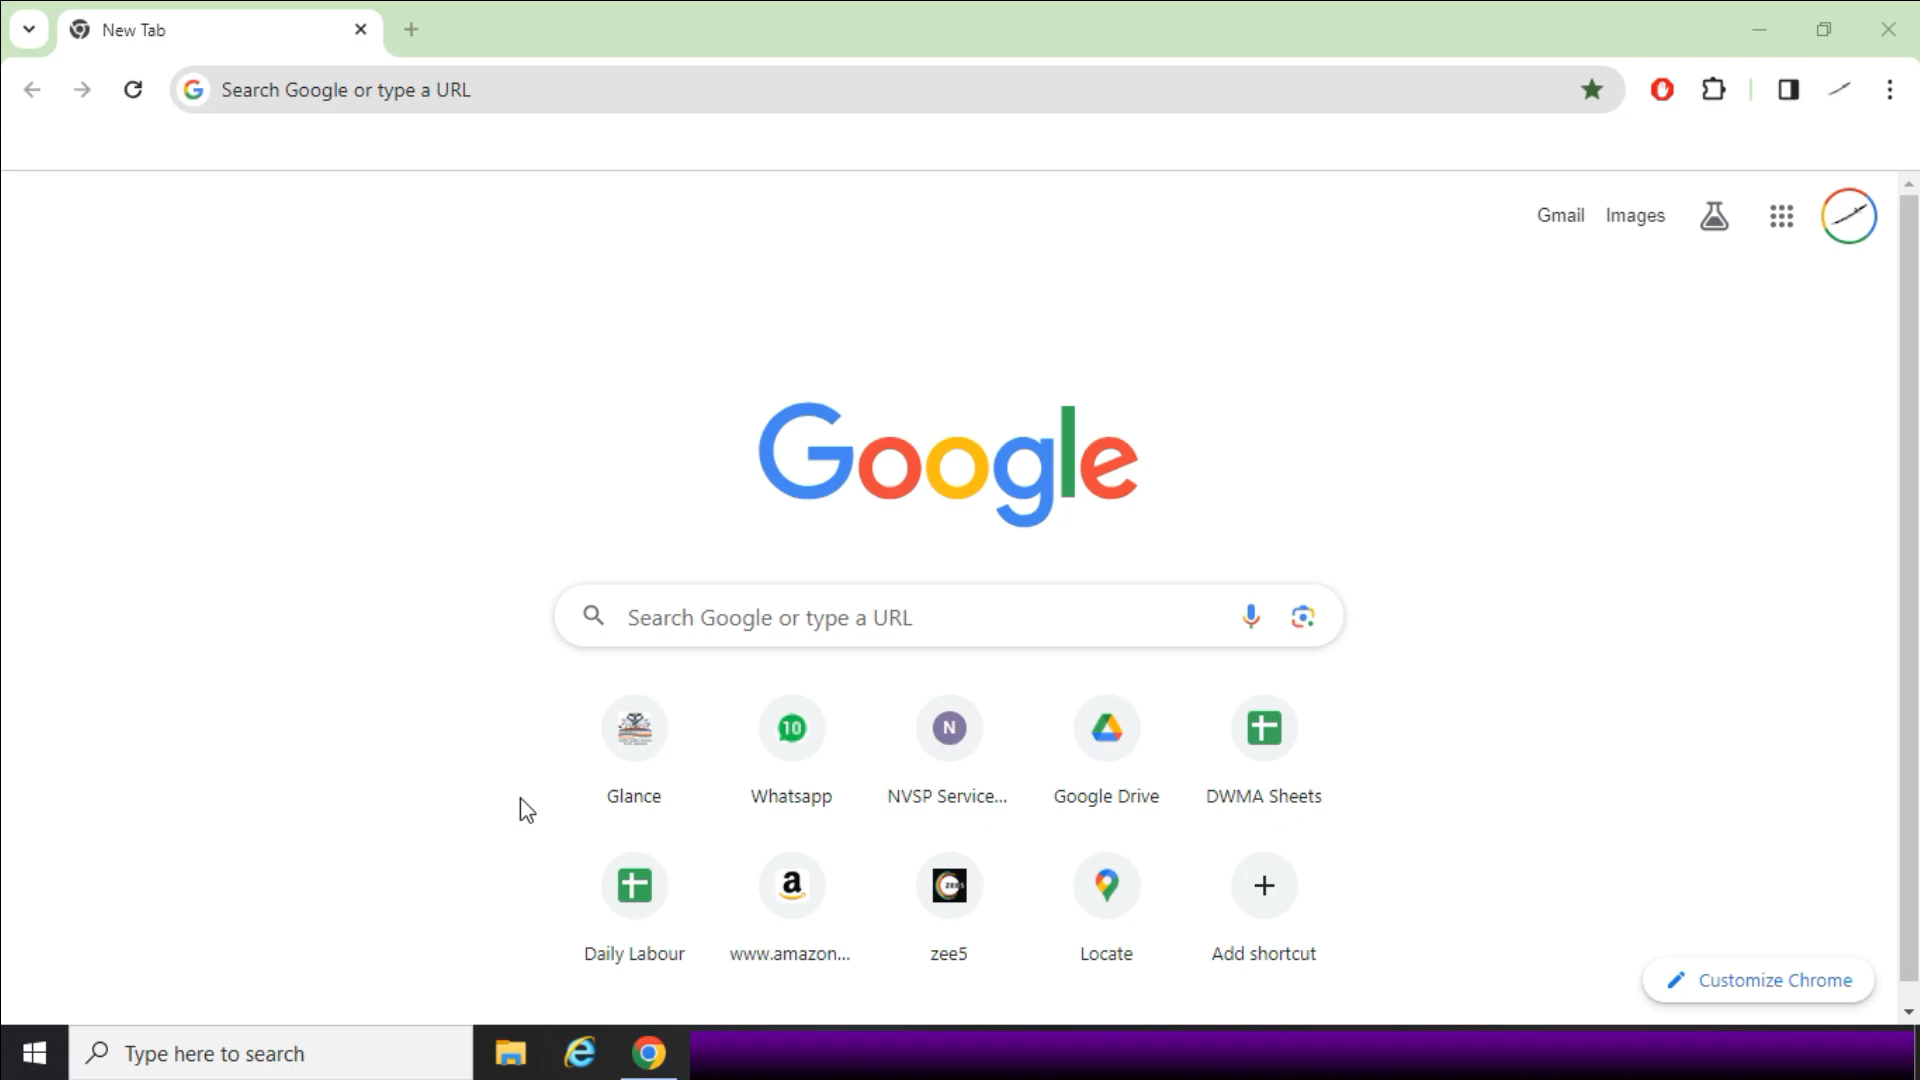 New Tab
Search Google or type a URL
Gmail Images
Google
Search Google or type a URL
10 N
Glance Whatsapp NVSP Service... Google Drive DWMA Sheets
a ZEE5
Daily Labour www.amazon... zee5 Locate Add shortcut
Customize Chrome
Type here to search